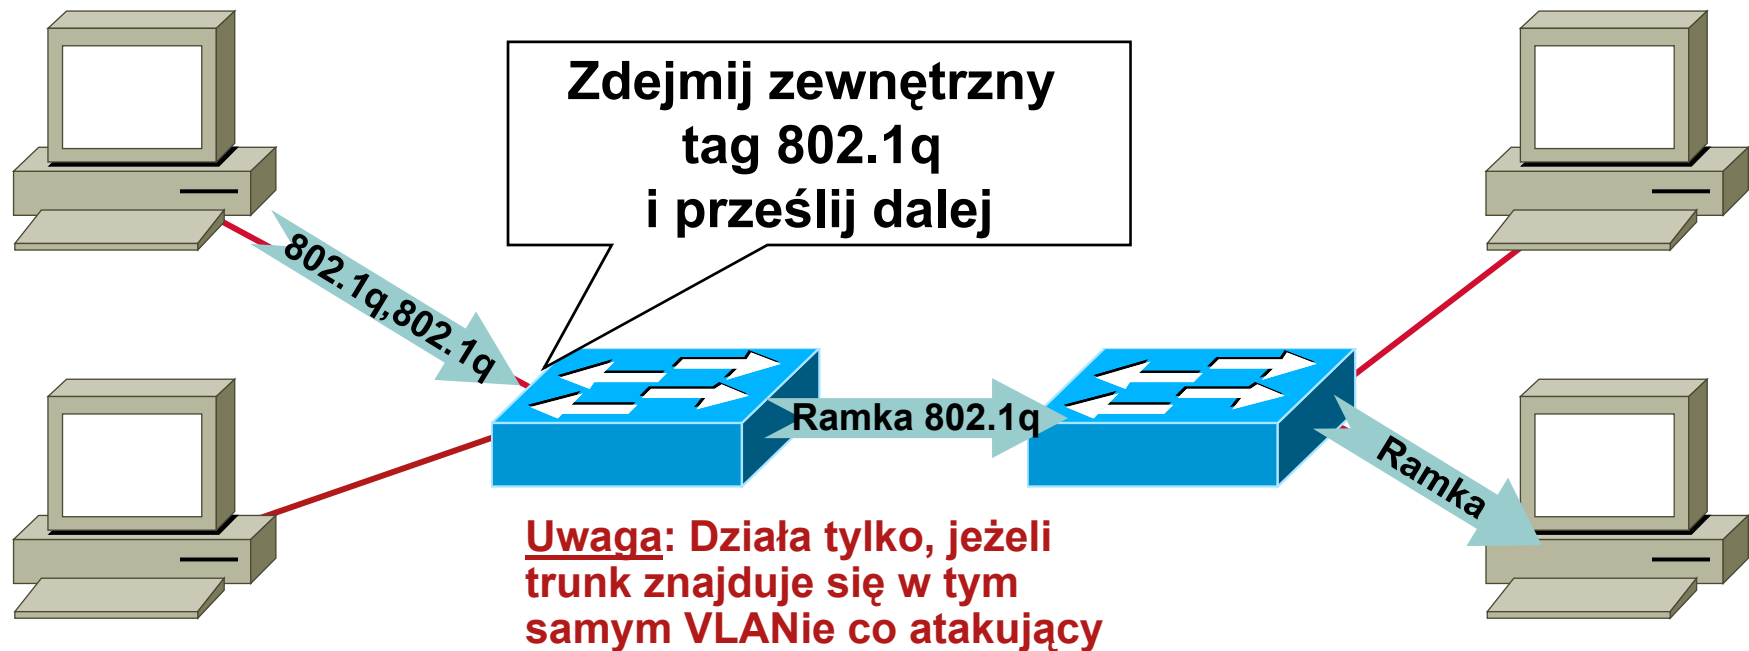 Zdejmij zewnętrzny
tag 802.1q
i prześlij dalej
802.1q,802.1q
Ramka 802.1q
Ramka
Uwaga: Działa tylko, jeżeli
trunk znajduje się w tym
samym VLANie co atakujący